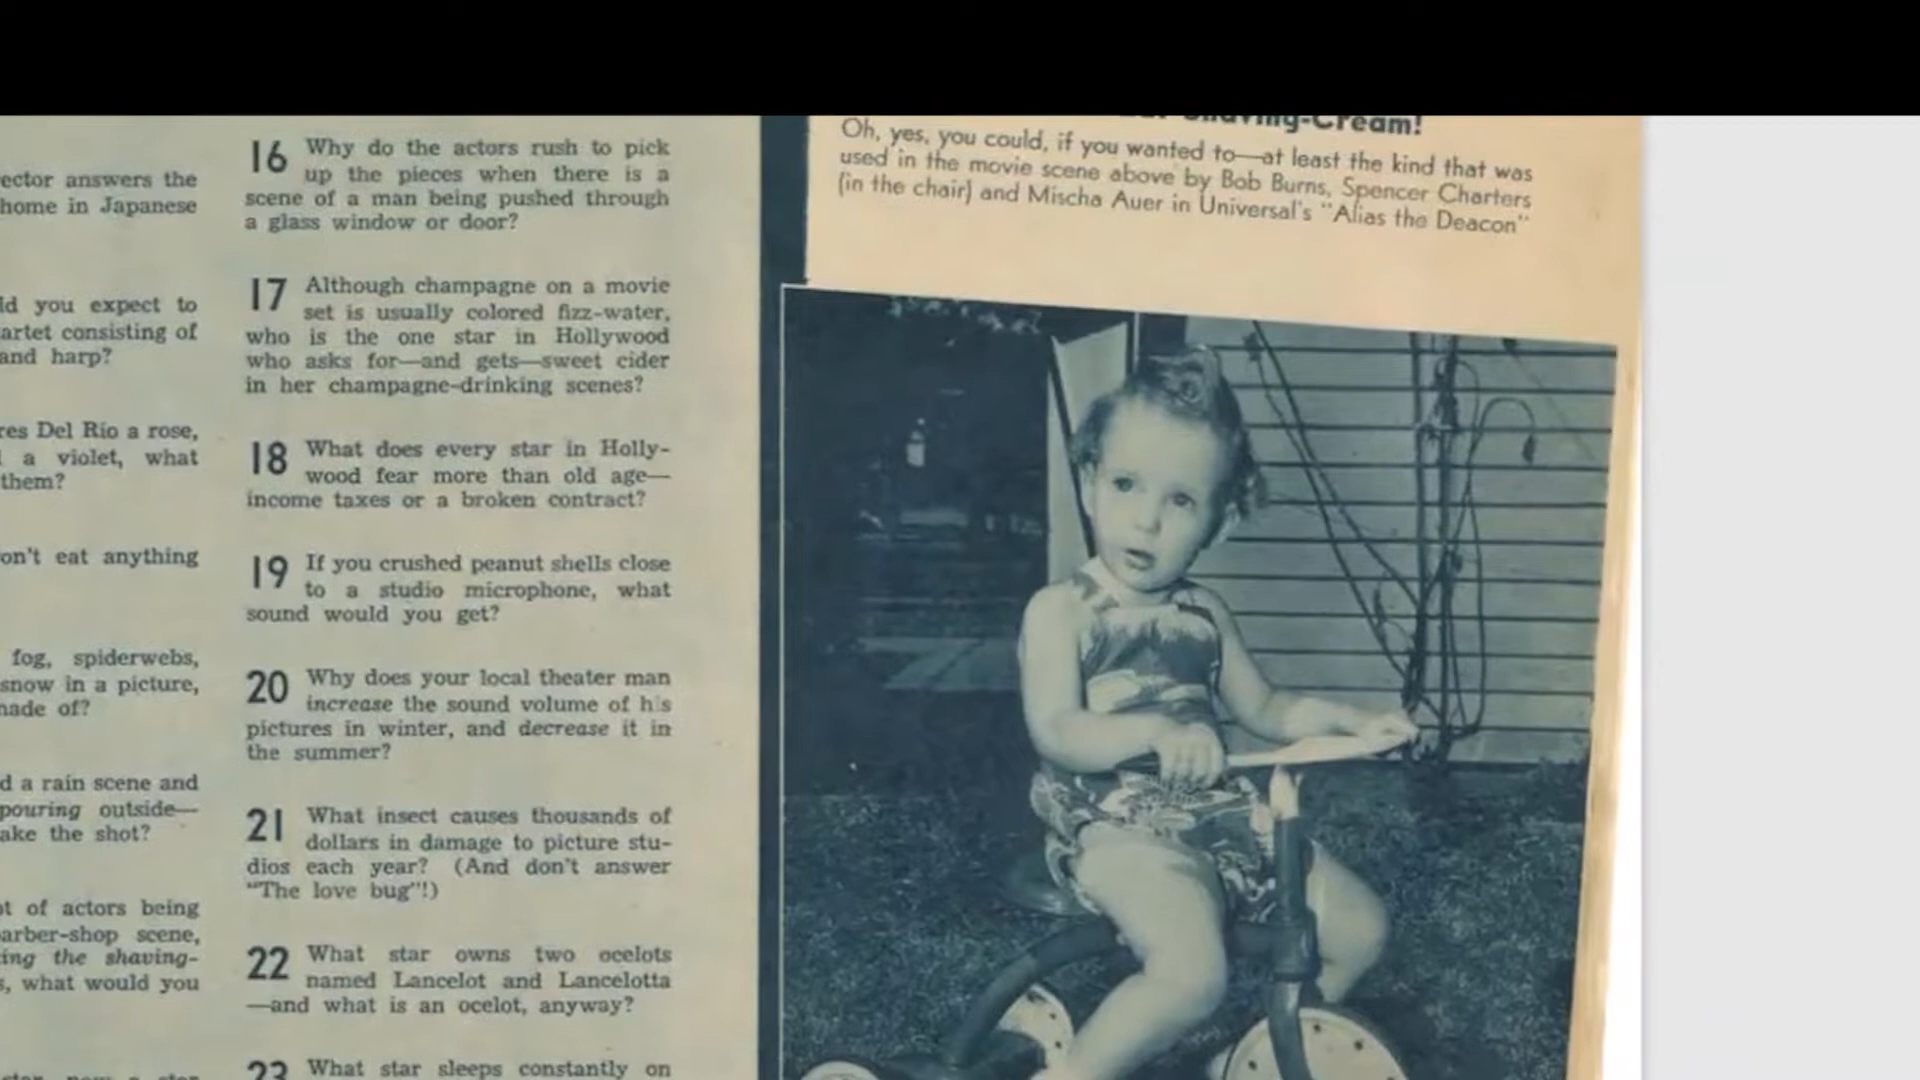 ector answers the
home in Japanese
ld you expect to
artet consisting of
and harp?
res Del Rio a rose,
a violet, what
them?
on't eat anything
fog, spiderwebs,
snow in a picture,
nade of?
d a rain scene and
pouring outside—
ake the shot?
ot of actors being
arber-shop scene,
ing the shaving-
s, what would you
16 Why do the actors rush to pick
up the pieces when there is a
scene of a man being pushed through
a glass window or door?
17 Although champagne on a movie
set is usually colored fizz-water,
who is the one star in Hollywood
who asks for—and gets—sweet cider
in her champagne-drinking scenes?
18 What does every star in Holly-
wood fear more than old age—
income taxes or a broken contract?
19 If you crushed peanut shells close
to a studio microphone, what
sound would you get?
20 Why does your local theater man
increase the sound volume of his
pictures in winter, and decrease it in
the summer?
21 What insect causes thousands of
dollars in damage to picture stu-
dios each year? (And don't answer
"The love bug"!)
22 What star owns two ocelots
named Lancelot and Lancelotta
—and what is an ocelot, anyway?
23 What star sleeps constantly on
Shaving-Cream!
Oh, yes, you could, if you wanted to—at least the kind that was
used in the movie scene above by Bob Burns, Spencer Charters
(in the chair) and Mischa Auer in Universal's "Alias the Deacon"